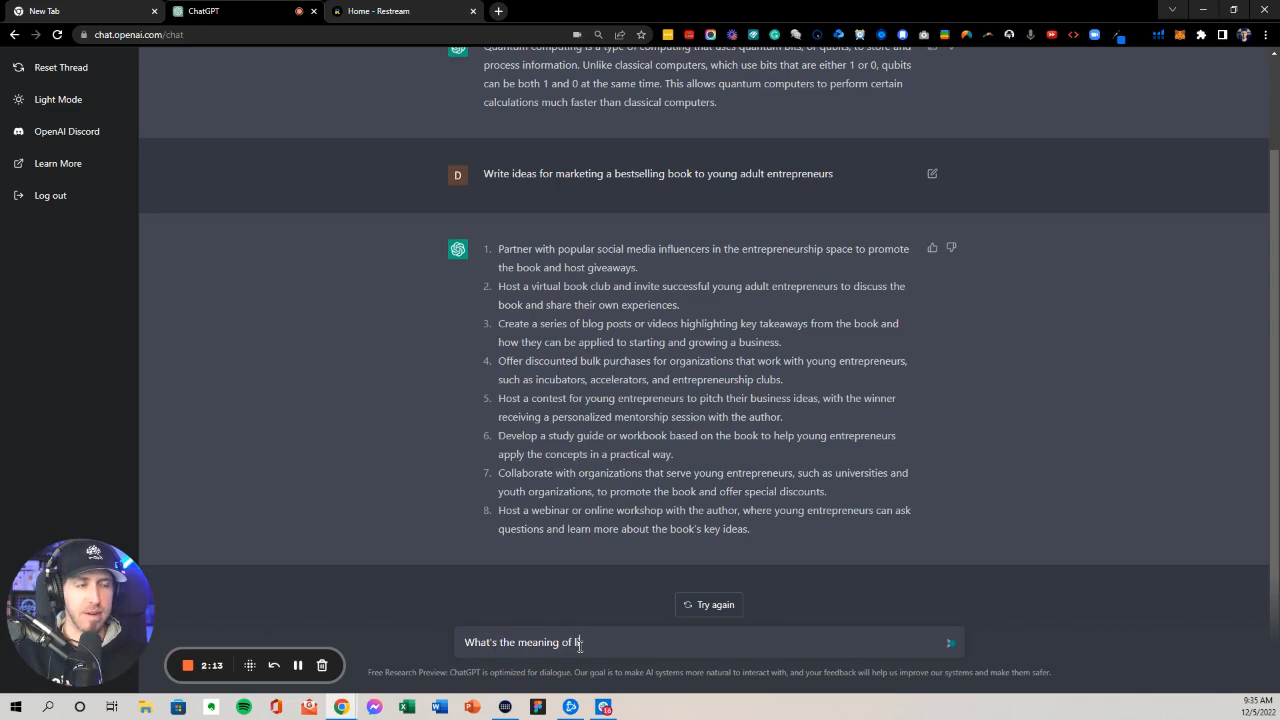 New Tab
ChatGPT
Home - Restream
chat.openai.com/chat
Quantum computing is a type of computing that uses quantum bits, or qubits, to store and
process information. Unlike classical computers, which use bits that are either 1 or 0, qubits
can be both 1 and 0 at the same time. This allows quantum computers to perform certain
calculations much faster than classical computers.
Reset Thread
Light Mode
OpenAI Discord
Learn More
Log out
D
Write ideas for marketing a bestselling book to young adult entrepreneurs
1. Partner with popular social media influencers in the entrepreneurship space to promote
the book and host giveaways.
2. Host a virtual book club and invite successful young adult entrepreneurs to discuss the
book and share their own experiences.
3. Create a series of blog posts or videos highlighting key takeaways from the book and
how they can be applied to starting and growing a business.
4. Offer discounted bulk purchases for organizations that work with young entrepreneurs,
such as incubators, accelerators, and entrepreneurship clubs.
5. Host a contest for young entrepreneurs to pitch their business ideas, with the winner
receiving a personalized mentorship session with the author.
6. Develop a study guide or workbook based on the book to help young entrepreneurs
apply the concepts in a practical way.
7. Collaborate with organizations that serve young entrepreneurs, such as universities and
youth organizations, to promote the book and offer special discounts.
8. Host a webinar or online workshop with the author, where young entrepreneurs can ask
questions and learn more about the book's key ideas.
Try again
What's the meaning of
2:13
Free Research Preview: ChatGPT is optimized for dialogue. Our goal is to make AI systems more natural to interact with, and your feedback will help us improve our systems and make them safer.
16
9:35 AM
12/5/2022